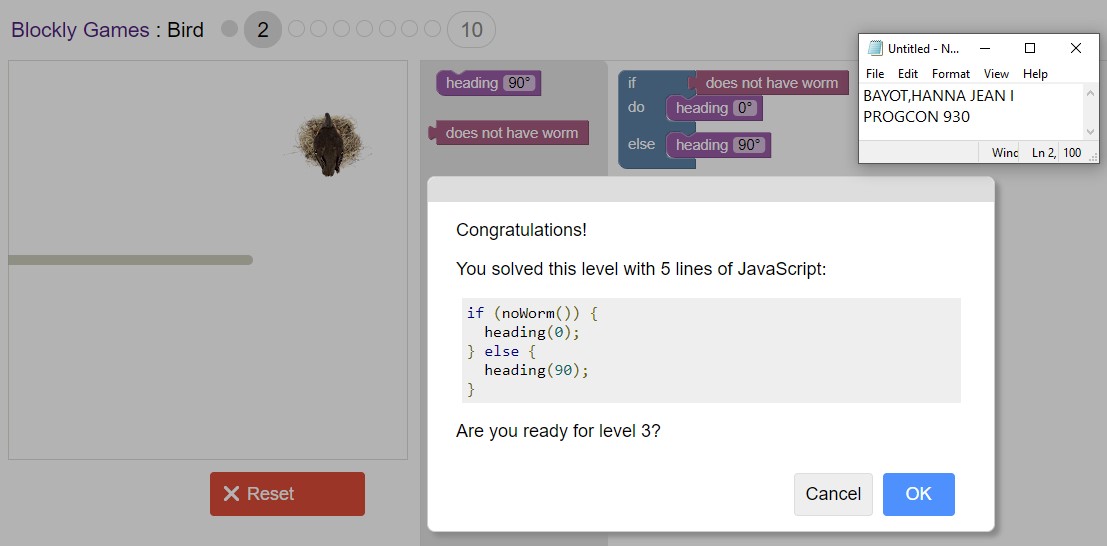 Blockly Games : Bird 2 10
Untitled - N...
File Edit Format View Help
BAYOT,HANNA JEAN I
PROGCON 930
Ln 2, 100
heading 90°
does not have worm
if does not have worm
do heading 0°
else heading 90°
Congratulations!
You solved this level with 5 lines of JavaScript:
if (noWorm()) {
  heading(0);
} else {
  heading(90);
}
Are you ready for level 3?
Cancel OK
Reset